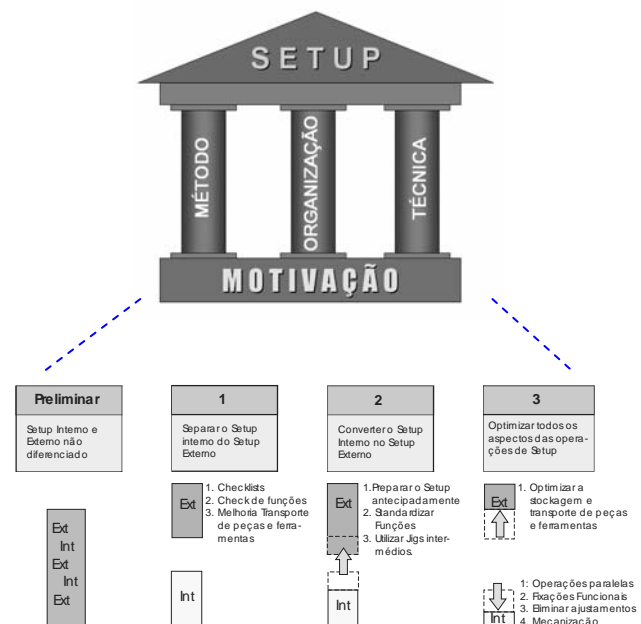 SETUP
MÉTODO
ORGANIZAÇÃO
TÉCNICA
MOTIVAÇÃO
Preliminar
Setup Interno e
Externo não
diferenciado
Ext
Int
Ext
Int
Ext
1
Separar o Setup
interno do Setup
Externo
Ext
1. Checklists
2. Check de funções
3. Melhoria Transporte
de peças e ferra-
mentas
Int
2
Converter o Setup
Interno no Setup
Externo
Ext
1.Preparar o Setup
antecipadamente
2. Standardizar
Funções
3. Utilizar Jigs inter-
médios.
Int
3
Optimizar todos os
aspectos das opera-
ções de Setup
Ext
1. Optimizar a
stockagem e
transporte de peças
e ferramentas
Int
1: Operações paralelas
2. Fixações Funcionais
3. Eliminar ajustamentos
4. Mecanização